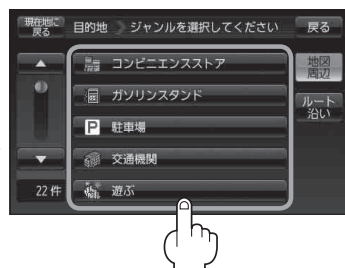 現在地に
戻る
目的地 ジャンルを選択してください
戻る
コンビニエンスストア
ガソリンスタンド
P 駐車場
交通機関
遊ぶ
22件
地図
周辺
ルート
沿い